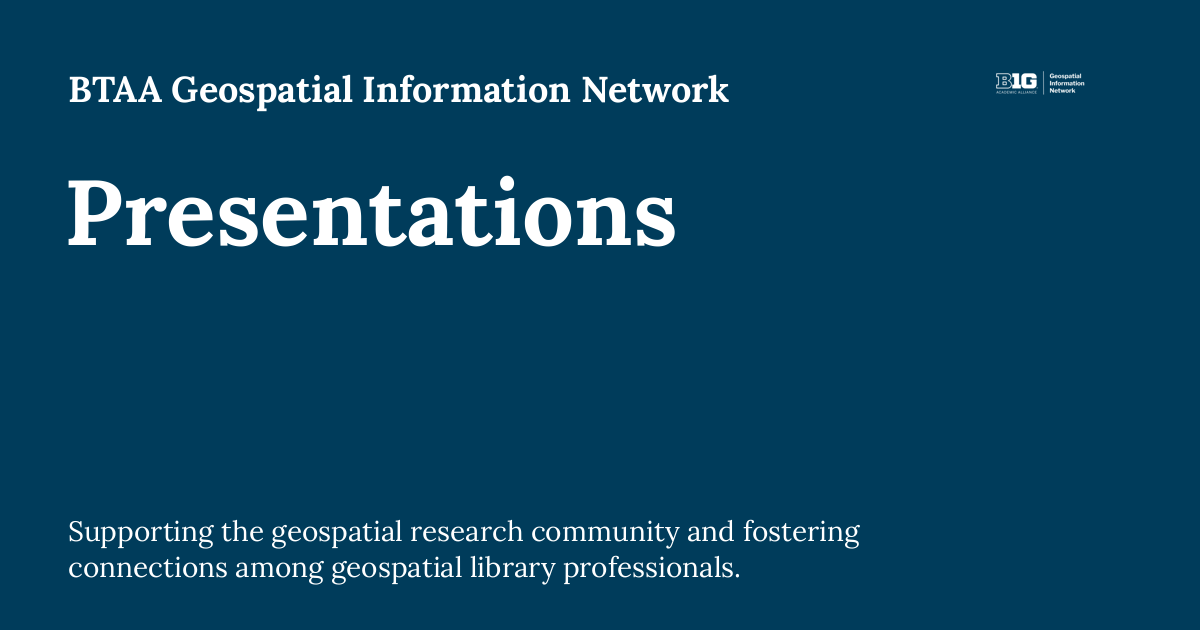 BTAA Geospatial Information Network
B1G
ACADEMIC ALLIANCE
Geospatial
Information
Network
Presentations
Supporting the geospatial research community and fostering
connections among geospatial library professionals.